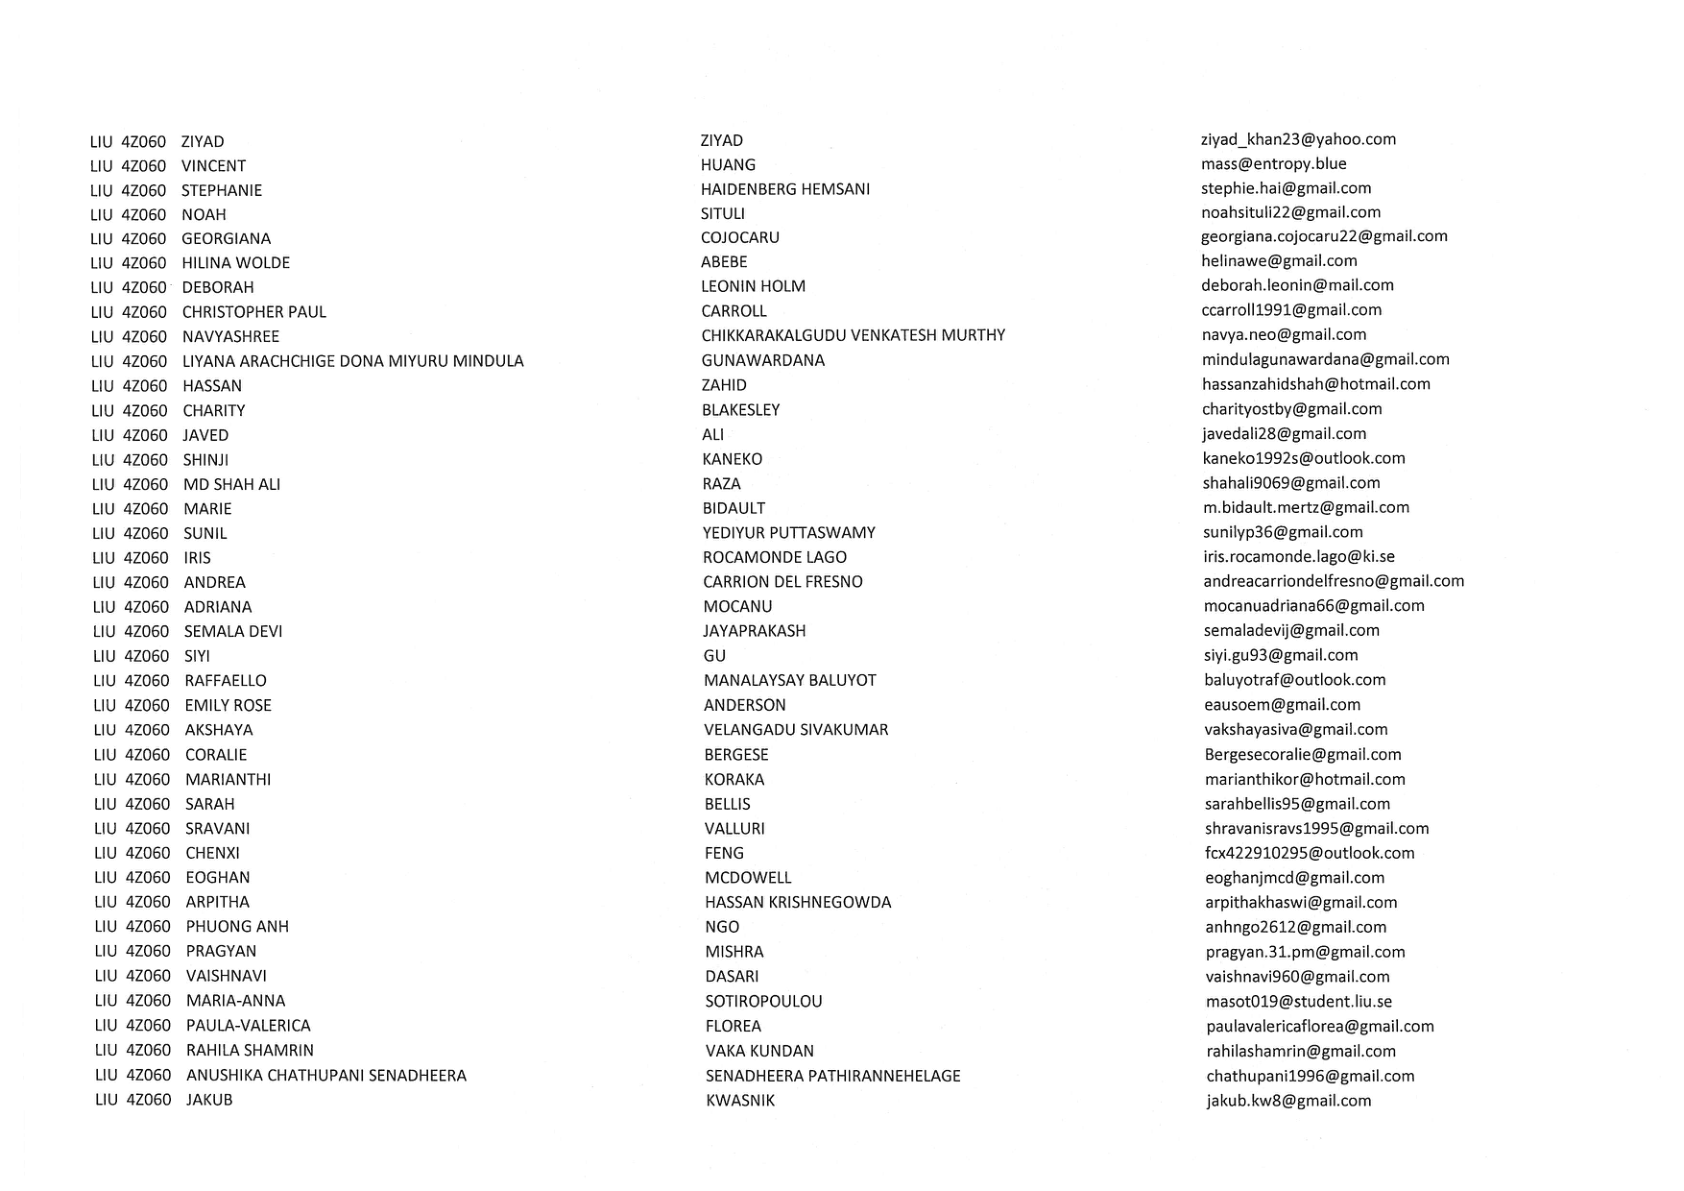 LIU 4Z060 ZIYAD ZIYAD ziyad_khan23@yahoo.com
LIU 4Z060 VINCENT HUANG mass@entropy.blue
LIU 4Z060 STEPHANIE HAIDENBERG HEMSANI stephie.hai@gmail.com
LIU 4Z060 NOAH SITULI noahsituli22@gmail.com
LIU 4Z060 GEORGIANA COJOCARU georgiana.cojocaru22@gmail.com
LIU 4Z060 HILINA WOLDE ABEBE helinawe@gmail.com
LIU 4Z060 DEBORAH LEONIN HOLM deborah.leonin@mail.com
LIU 4Z060 CHRISTOPHER PAUL CARROLL ccarroll1991@gmail.com
LIU 4Z060 NAVYASHREE CHIKKARAKALGUDU VENKATESH MURTHY navya.neo@gmail.com
LIU 4Z060 LIYANA ARACHCHIGE DONA MIYURU MINDULA GUNAWARDANA mindulagunawardana@gmail.com
LIU 4Z060 HASSAN ZAHID hassanzahidshah@hotmail.com
LIU 4Z060 CHARITY BLAKESLEY charityostby@gmail.com
LIU 4Z060 JAVED ALI javedali28@gmail.com
LIU 4Z060 SHINJI KANEKO kaneko1992s@outlook.com
LIU 4Z060 MD SHAH ALI RAZA shahali9069@gmail.com
LIU 4Z060 MARIE BIDAULT m.bidault.mertz@gmail.com
LIU 4Z060 SUNIL YEDIYUR PUTTASWAMY sunilyp36@gmail.com
LIU 4Z060 IRIS ROCAMONDE LAGO iris.rocamonde.lago@ki.se
LIU 4Z060 ANDREA CARRION DEL FRESNO andreacarriondelfresno@gmail.com
LIU 4Z060 ADRIANA MOCANU mocanuadriana66@gmail.com
LIU 4Z060 SEMALA DEVI JAYAPRAKASH semaladevij@gmail.com
LIU 4Z060 SIYI GU siyi.gu93@gmail.com
LIU 4Z060 RAFFAELLO MANALAYSAY BALUYOT baluyotraf@outlook.com
LIU 4Z060 EMILY ROSE ANDERSON eausoem@gmail.com
LIU 4Z060 AKSHAYA VELANGADU SIVAKUMAR vakshayasiva@gmail.com
LIU 4Z060 CORALIE BERGESE Bergesecoralie@gmail.com
LIU 4Z060 MARIANTHI KORAKA marianthikor@hotmail.com
LIU 4Z060 SARAH BELLIS sarahbellis95@gmail.com
LIU 4Z060 SRAVANI VALLURI shravanisravs1995@gmail.com
LIU 4Z060 CHENXI FENG fcx422910295@outlook.com
LIU 4Z060 EOGHAN MCDOWELL eoghanjmcd@gmail.com
LIU 4Z060 ARPITHA HASSAN KRISHNEGOWDA arpithakhaswi@gmail.com
LIU 4Z060 PHUONG ANH NGO anhngo2612@gmail.com
LIU 4Z060 PRAGYAN MISHRA pragyan.31.pm@gmail.com
LIU 4Z060 VAISHNAVI DASARI vaishnavi960@gmail.com
LIU 4Z060 MARIA-ANNA SOTIROPOULOU masot019@student.liu.se
LIU 4Z060 PAULA-VALERICA FLOREA paulavalericaflorea@gmail.com
LIU 4Z060 RAHILA SHAMRIN VAKA KUNDAN rahilashamrin@gmail.com
LIU 4Z060 ANUSHIKA CHATHUPANI SENADHEERA SENADHEERA PATHIRANNEHELAGE chathupani1996@gmail.com
LIU 4Z060 JAKUB KWASNIK jakub.kw8@gmail.com